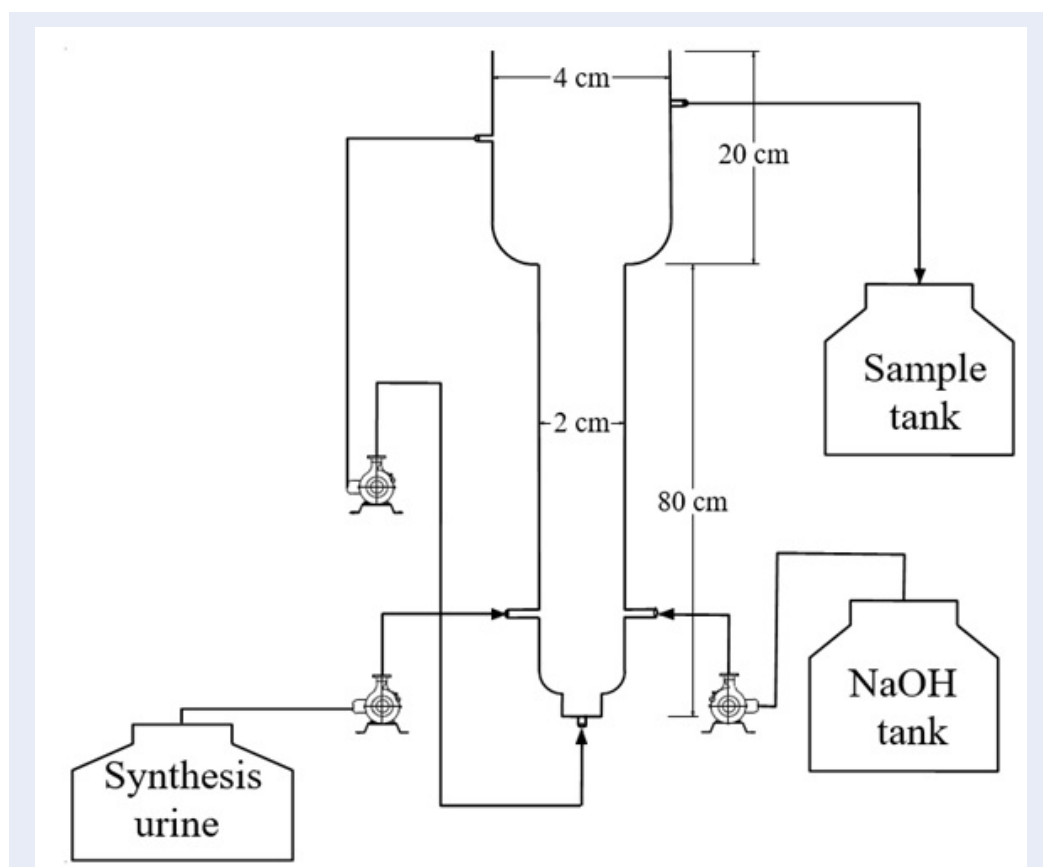 4 cm
20 cm
Sample
tank
2 cm
80 cm
NaOH
tank
Synthesis
urine